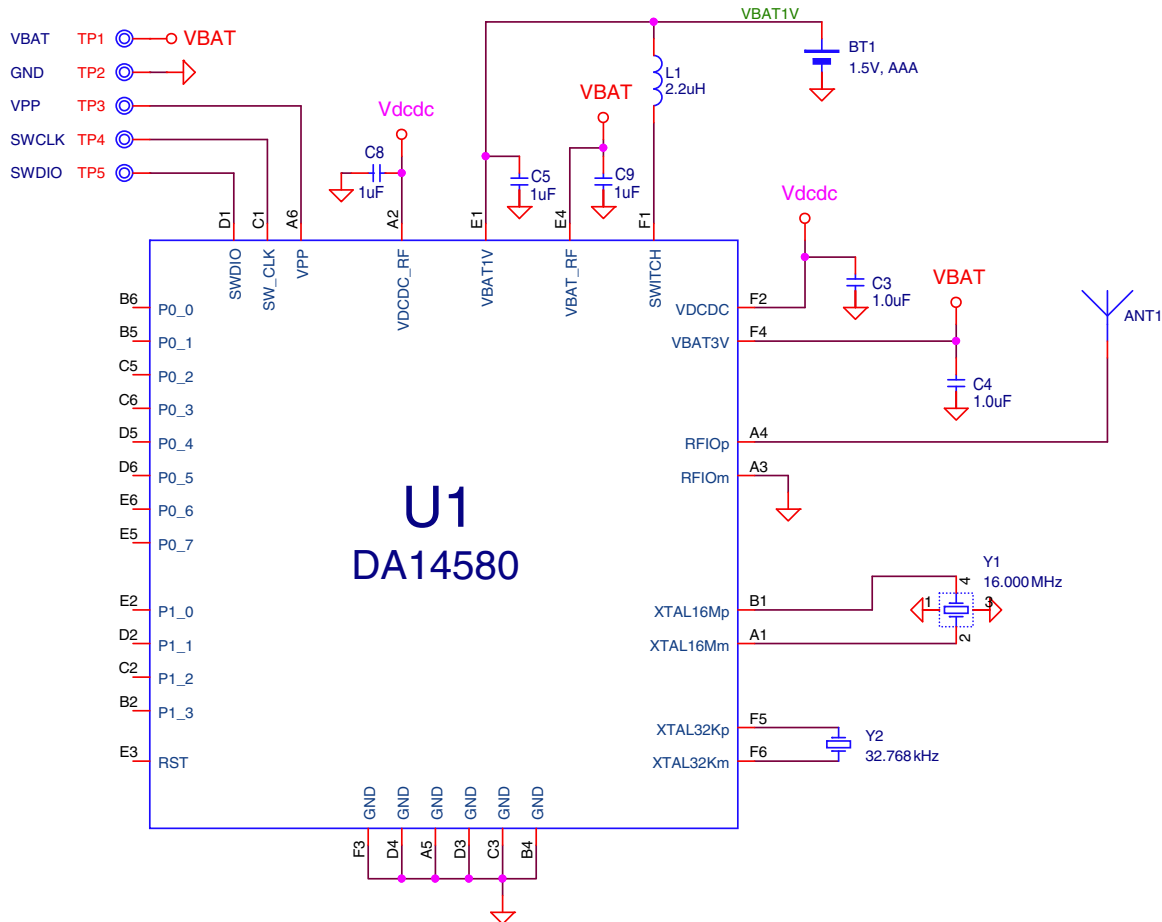 VBAT1V
VBAT TP1 VBAT
GND TP2
VPP TP3
SWCLK TP4
SWDIO TP5
BT1
1.5V, AAA
L1
2.2uH
VBAT
Vdcdc
C8
1uF
C5
1uF
C9
1uF
D1
C1
A6
A2
E1
E4
F1
SWDIO
SW_CLK
VPP
VDCDC_RF
VBAT1V
VBAT_RF
SWITCH
Vdcdc
C3
1.0uF
VBAT
C4
1.0uF
ANT1
B6 P0_0
B5 P0_1
C5 P0_2
C6 P0_3
D5 P0_4
D6 P0_5
E6 P0_6
E5 P0_7
E2 P1_0
D2 P1_1
C2 P1_2
B2 P1_3
E3 RST
U1
DA14580
VDCDC F2
VBAT3V F4
RFIOp A4
RFIOm A3
XTAL16Mp B1
XTAL16Mm A1
XTAL32Kp F5
XTAL32Km F6
Y1
16.000MHz
4
1
3
2
Y2
32.768kHz
GND
GND
GND
GND
GND
GND
F3
D4
A5
D3
C3
B4